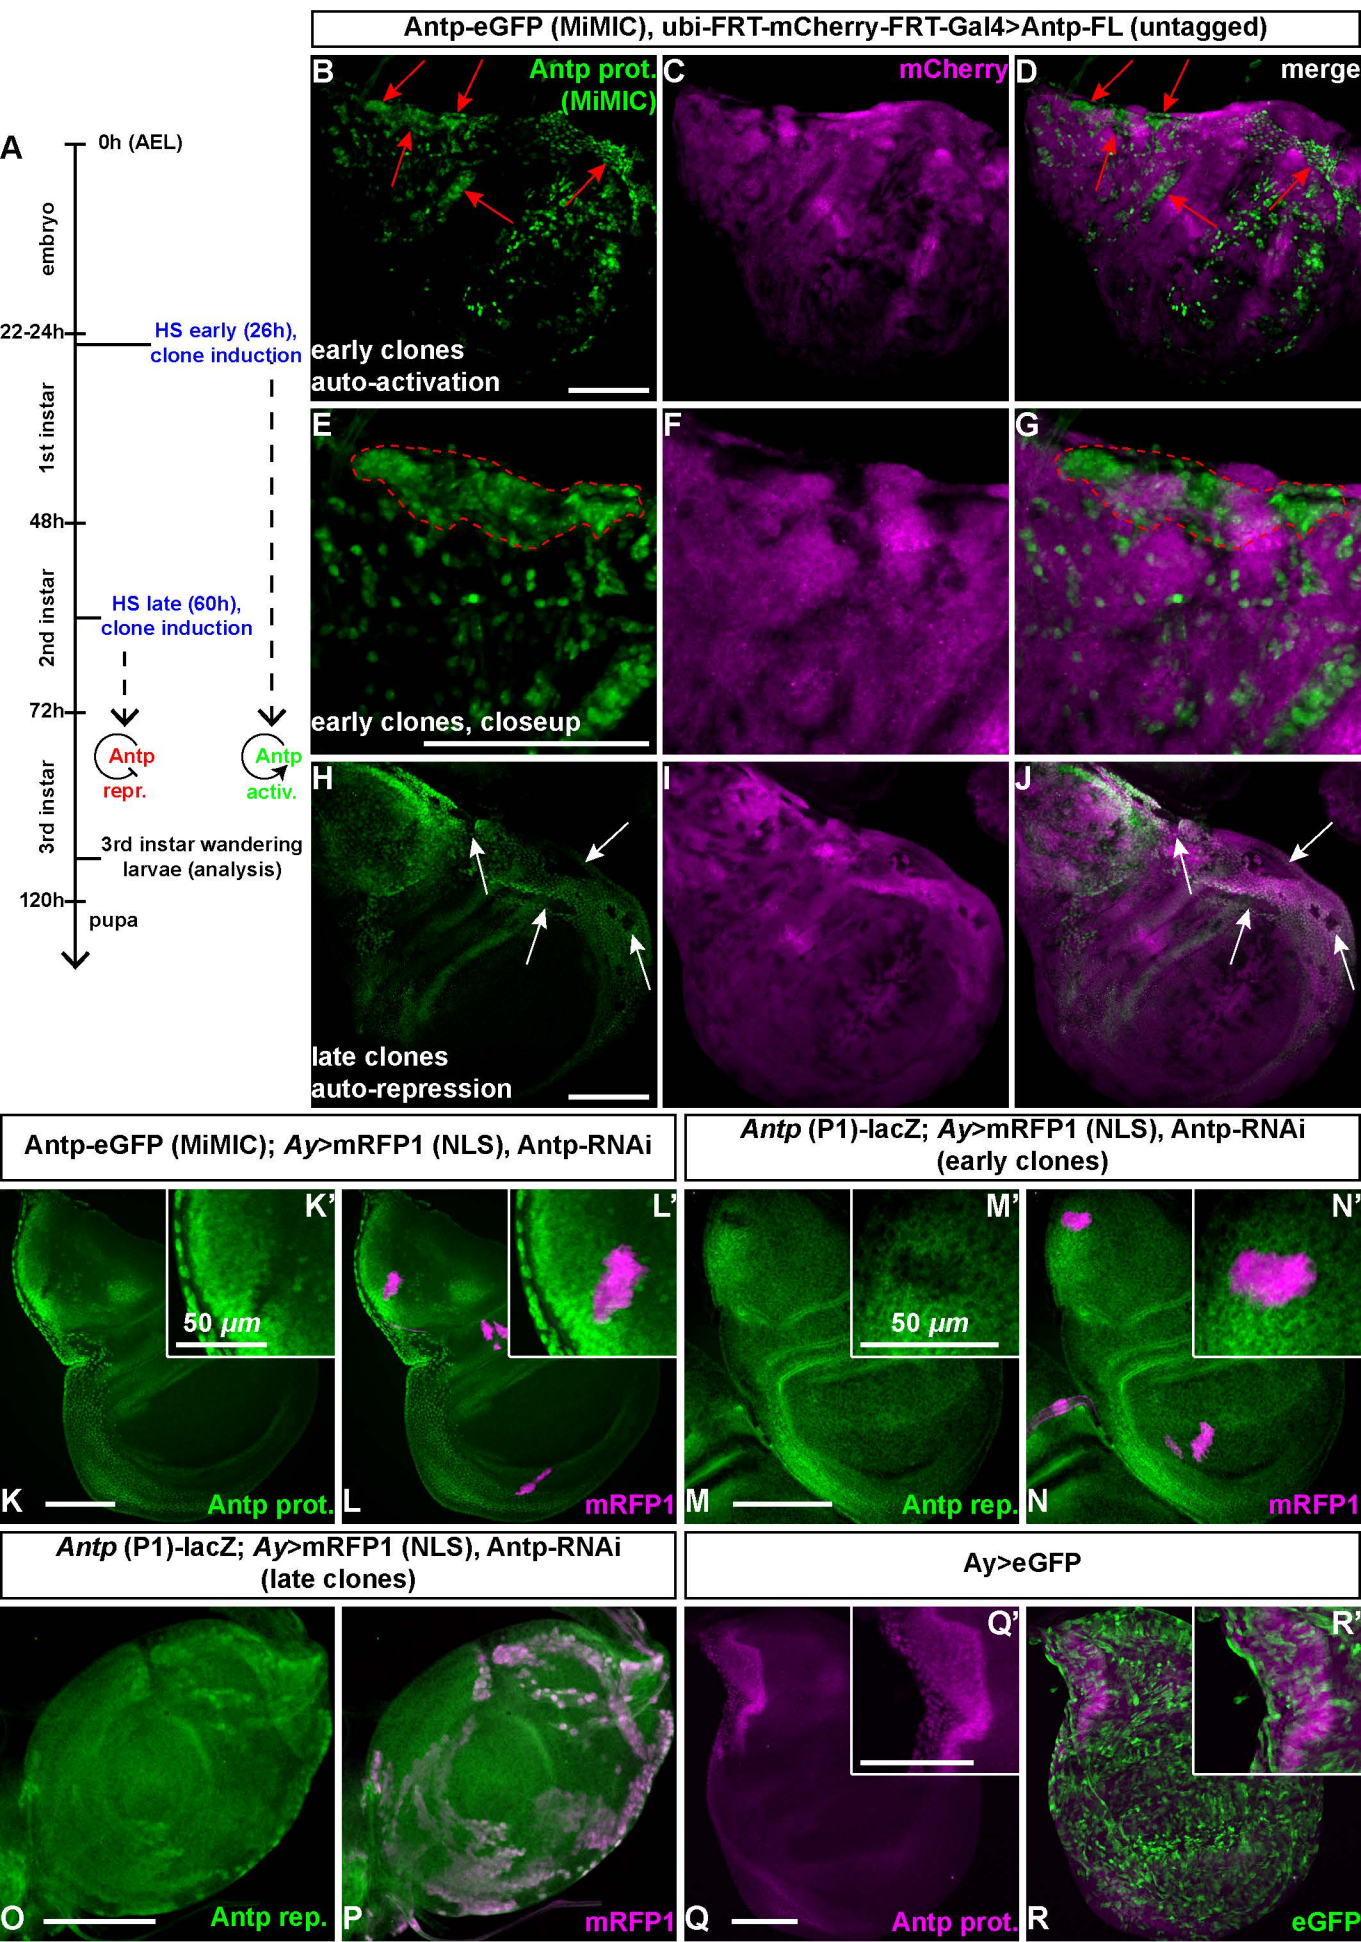 Antp-eGFP (MiMIC), ubi-FRT-mCherry-FRT-Gal4>Antp-FL (untagged)
A
0h (AEL)
embryo
22-24h
HS early (26h),
clone induction
1st instar
48h
2nd instar
HS late (60h),
clone induction
72h
Antp
repr.
Antp
activ.
3rd instar
3rd instar wandering
larvae (analysis)
120h
pupa
B
Antp prot.
(MiMIC)
early clones
auto-activation
C
mCherry
D
merge
E
early clones, closeup
F
G
H
late clones
auto-repression
I
J
Antp-eGFP (MiMIC); Ay>mRFP1 (NLS), Antp-RNAi
Antp (P1)-lacZ; Ay>mRFP1 (NLS), Antp-RNAi
(early clones)
K’
50 µm
K
Antp prot.
L’
L
mRFP1
M’
50 µm
M
Antp rep.
N’
N
mRFP1
Antp (P1)-lacZ; Ay>mRFP1 (NLS), Antp-RNAi
(late clones)
Ay>eGFP
O
Antp rep.
P
mRFP1
Q’
Q
Antp prot.
R’
R
eGFP